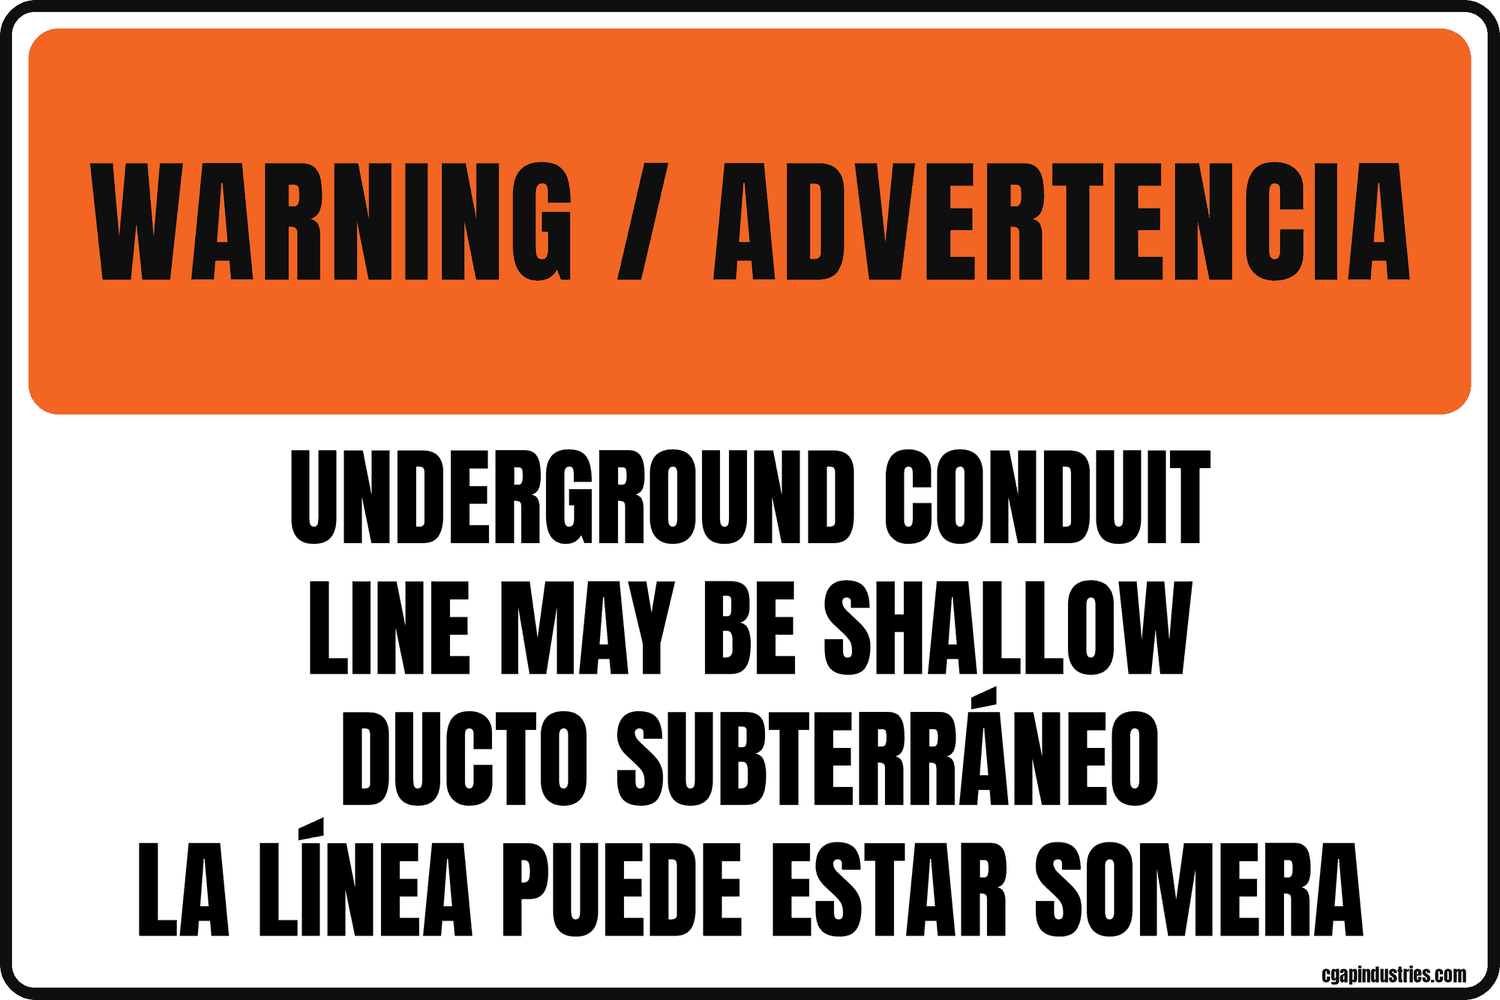 WARNING / ADVERTENCIA
UNDERGROUND CONDUIT
LINE MAY BE SHALLOW
DUCTO SUBTERRÁNEO
LA LÍNEA PUEDE ESTAR SOMERA
cgapindustries.com